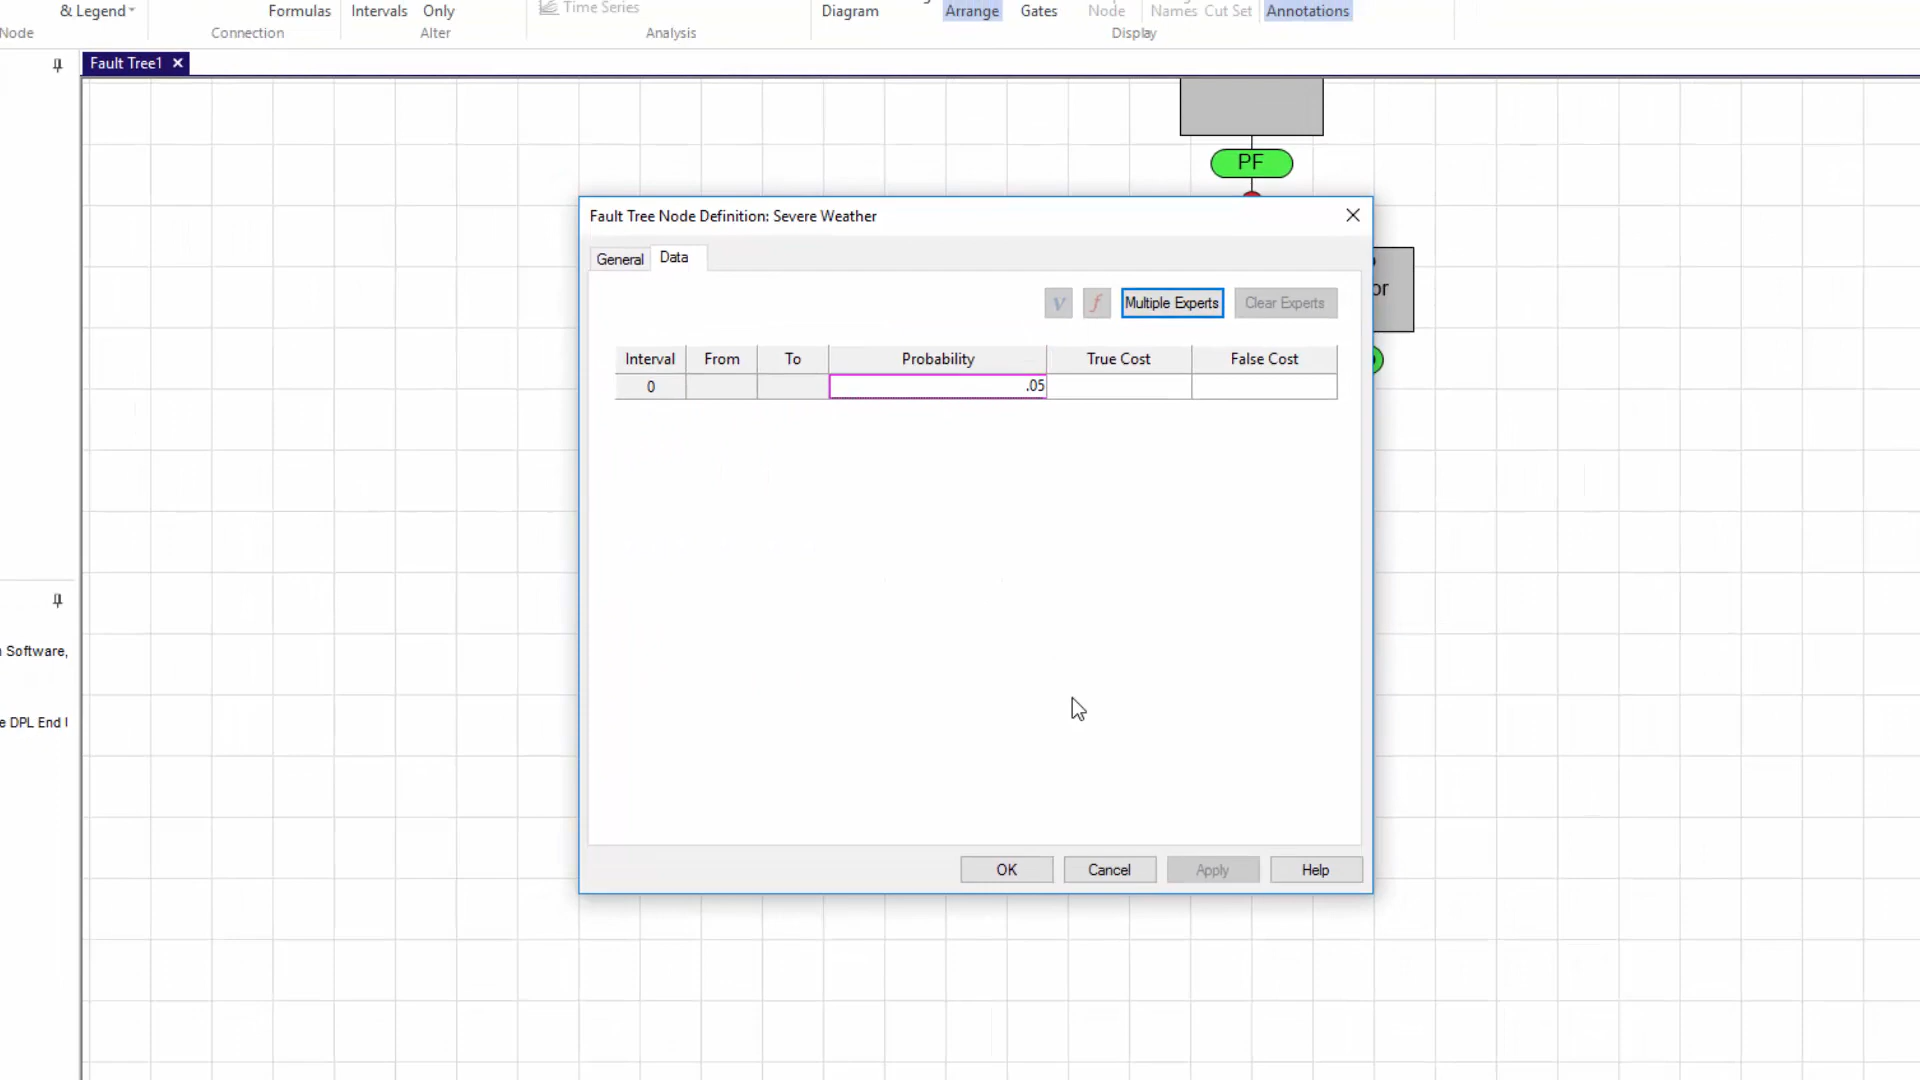 & Legend
Formulas
Intervals
Only
Time Series
Diagram
Arrange
Gates
Node
Names Cut Set
Annotations
Node
Connection
Alter
Analysis
Display
Fault Tree1
PF
Fault Tree Node Definition: Severe Weather
General
Data
or
V
f
Multiple Experts
Clear Experts
Interval
From
To
Probability
True Cost
False Cost
0
.05
Software,
e DPL End
OK
Cancel
Apply
Help